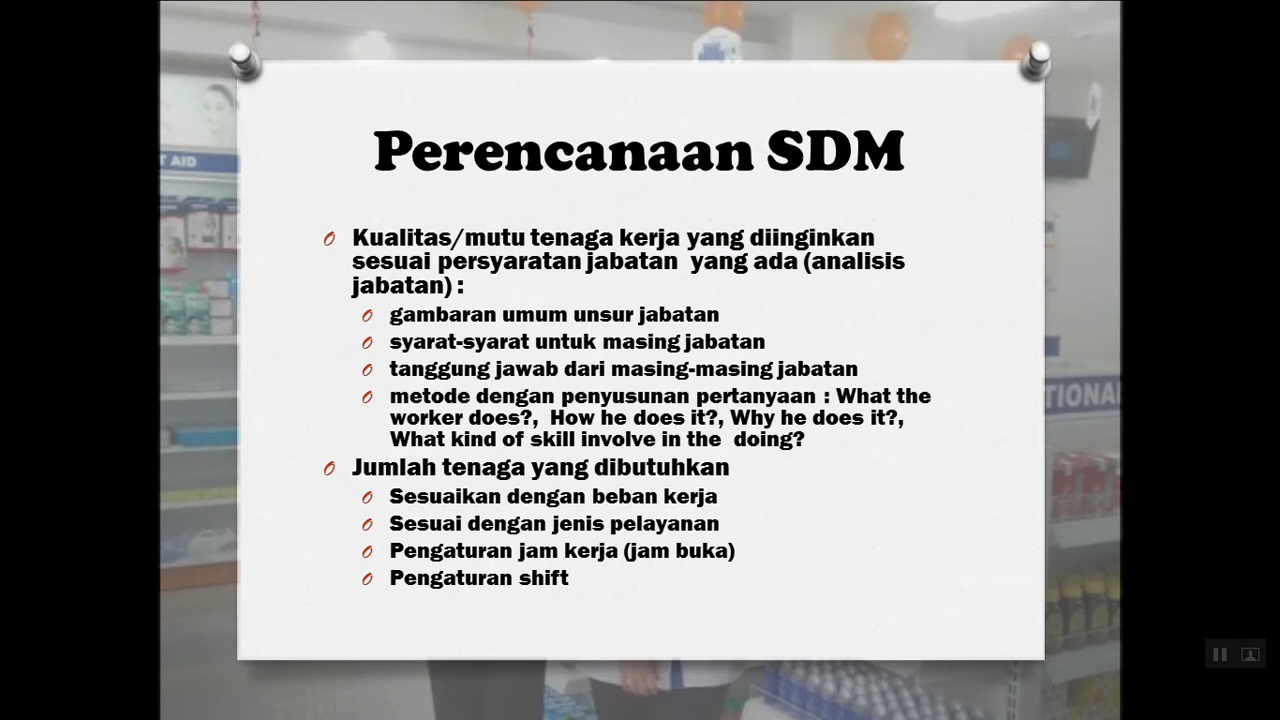 Perencanaan SDM
Kualitas/mutu tenaga kerja yang diinginkan
sesuai persyaratan jabatan yang ada (analisis
jabatan) :
gambaran umum unsur jabatan
syarat-syarat untuk masing jabatan
tanggung jawab dari masing-masing jabatan
metode dengan penyusunan pertanyaan : What the
worker does?, How he does it?, Why he does it?,
What kind of skill involve in the doing?
Jumlah tenaga yang dibutuhkan
Sesuaikan dengan beban kerja
Sesuai dengan jenis pelayanan
Pengaturan jam kerja (jam buka)
Pengaturan shift
T AID
TIONAL